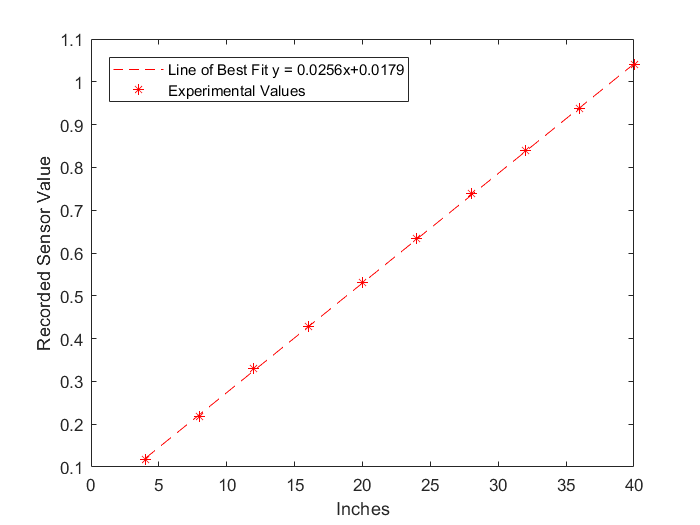 1.1
Line of Best Fit y = 0.0256x+0.0179
1
Experimental Values
0.9
0.8
0.7
0.6
0.5
0.4
0.3
0.2
0.1
Recorded Sensor Value
0 5 10 15 20 25 30 35 40
Inches